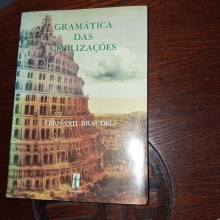 GRAMÁTICA
DAS
CIVILIZAÇÕES
FERNAND BRAUDEL